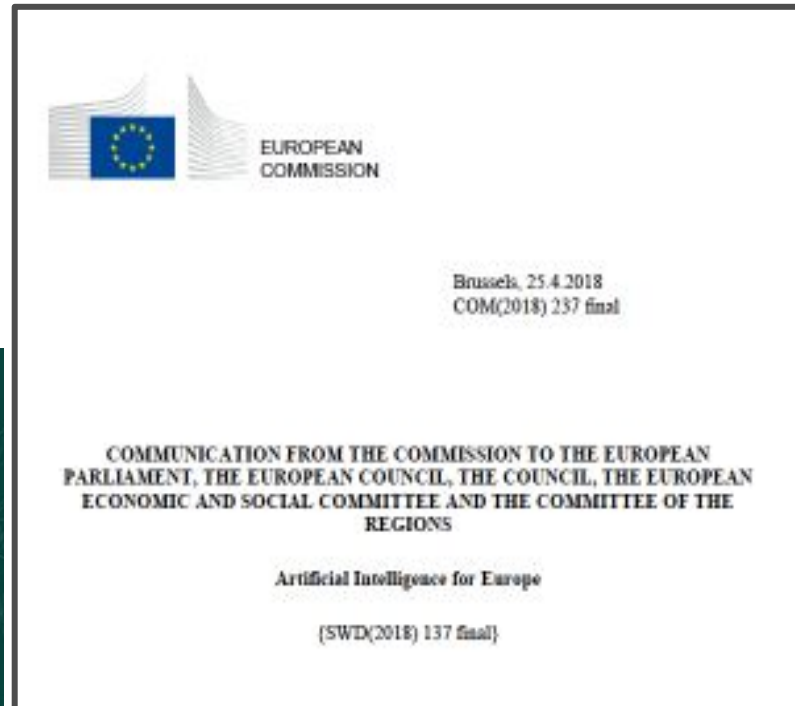 EUROPEAN
COMMISSION
Brussels, 25.4.2018
COM(2018) 237 final
COMMUNICATION FROM THE COMMISSION TO THE EUROPEAN
PARLIAMENT, THE EUROPEAN COUNCIL, THE COUNCIL, THE EUROPEAN
ECONOMIC AND SOCIAL COMMITTEE AND THE COMMITTEE OF THE
REGIONS
Artificial Intelligence for Europe
{SWD(2018) 137 final}